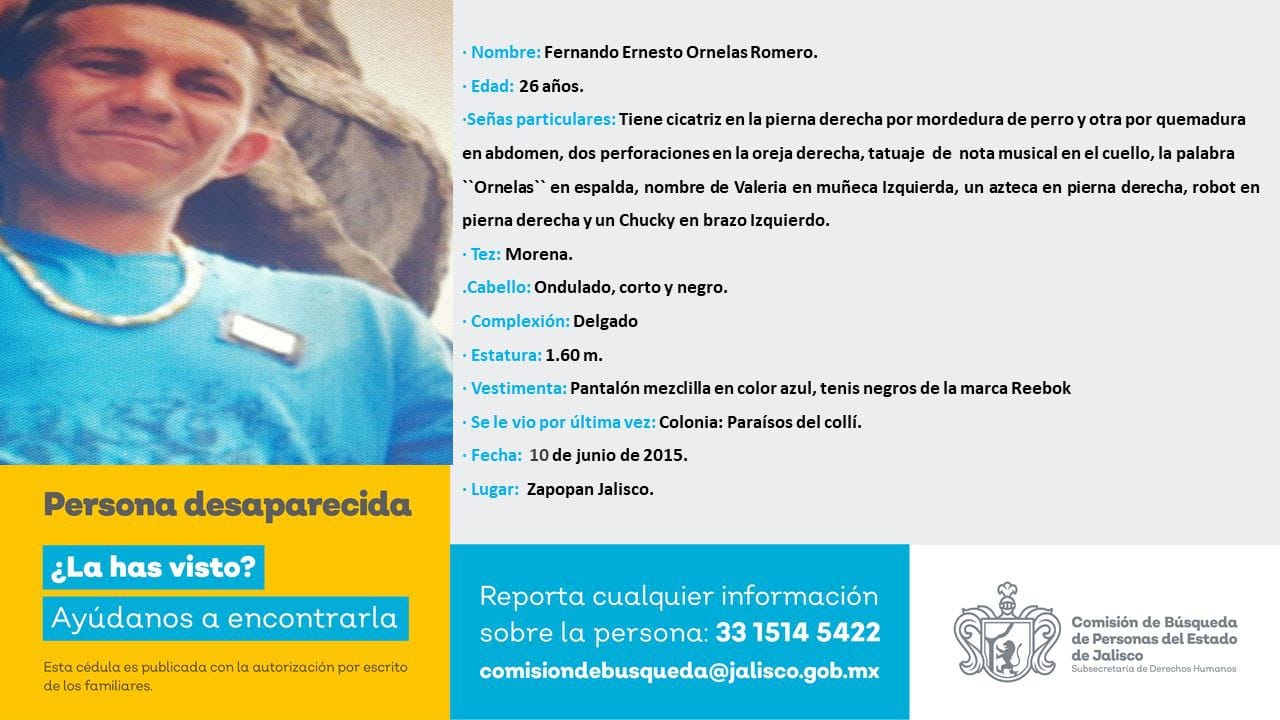 · Nombre: Fernando Ernesto Ornelas Romero.
· Edad: 26 años.
·Señas particulares: Tiene cicatriz en la pierna derecha por mordedura de perro y otra por quemadura
en abdomen, dos perforaciones en la oreja derecha, tatuaje de nota musical en el cuello, la palabra
``Ornelas`` en espalda, nombre de Valeria en muñeca Izquierda, un azteca en pierna derecha, robot en
pierna derecha y un Chucky en brazo Izquierdo.
· Tez: Morena.
.Cabello: Ondulado, corto y negro.
· Complexión: Delgado
· Estatura: 1.60 m.
· Vestimenta: Pantalón mezclilla en color azul, tenis negros de la marca Reebok
· Se le vio por última vez: Colonia: Paraísos del collí.
· Fecha: 10 de junio de 2015.
· Lugar: Zapopan Jalisco.
Persona desaparecida
¿La has visto?
Ayúdanos a encontrarla
Esta cédula es publicada con la autorización por escrito
de los familiares.
Reporta cualquier información
sobre la persona: 33 1514 5422
comisiondebusqueda@jalisco.gob.mx
Comisión de Búsqueda
de Personas del Estado
de Jalisco
Subsecretaría de Derechos Humanos